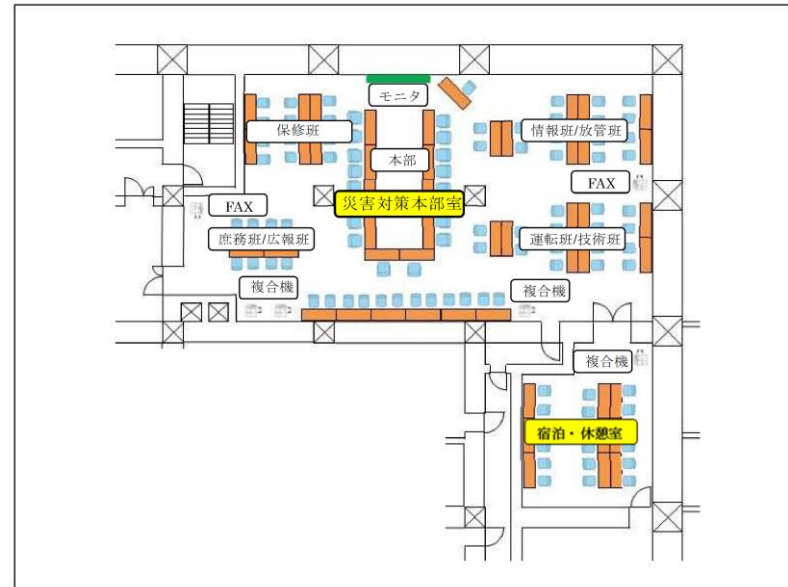 モニタ
保修班
情報班/放管班
本部
FAX
災害対策本部室
FAX
庶務班/広報班
運転班/技術班
複合機
複合機
複合機
宿泊・休憩室